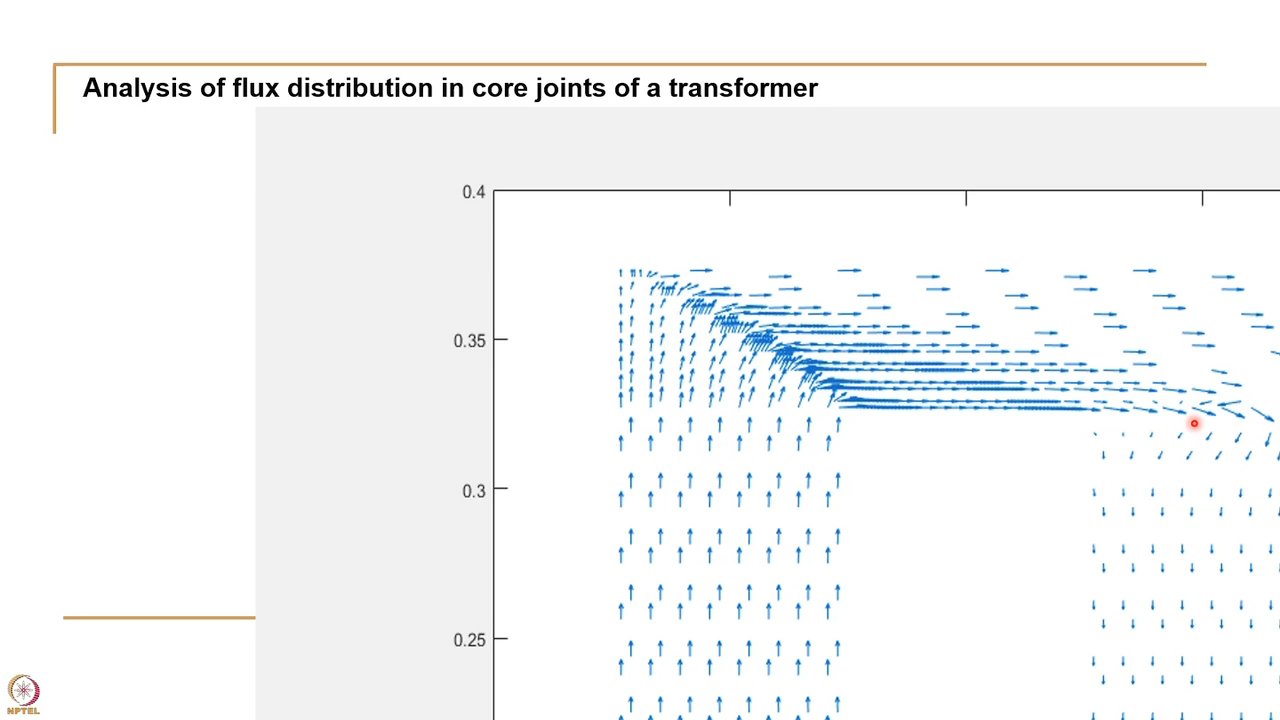 Analysis of flux distribution in core joints of a transformer
0.4
0.35
0.3
0.25
NPTEL